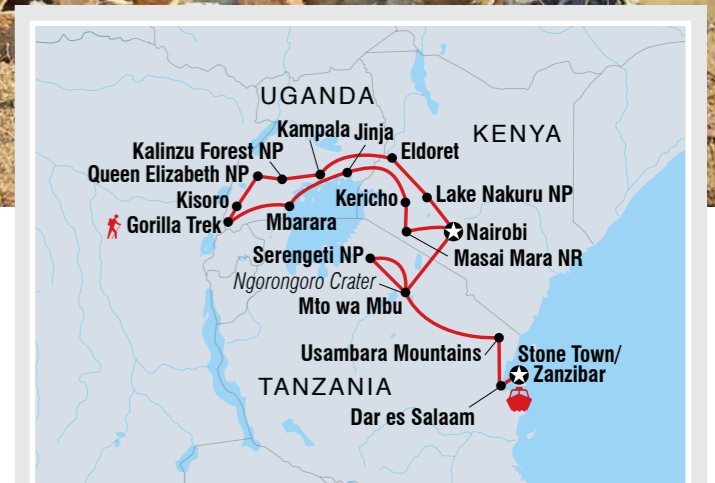 UGANDA
Kampala Jinja
KENYA
Eldoret
Kalinzu Forest NP
Queen Elizabeth NP
Kisoro
Kericho
Lake Nakuru NP
Gorilla Trek
Mbarara
Nairobi
Masai Mara NR
Serengeti NP
Ngorongoro Crater
Mto wa Mbu
Usambara Mountains
Stone Town/
Zanzibar
TANZANIA
Dar es Salaam